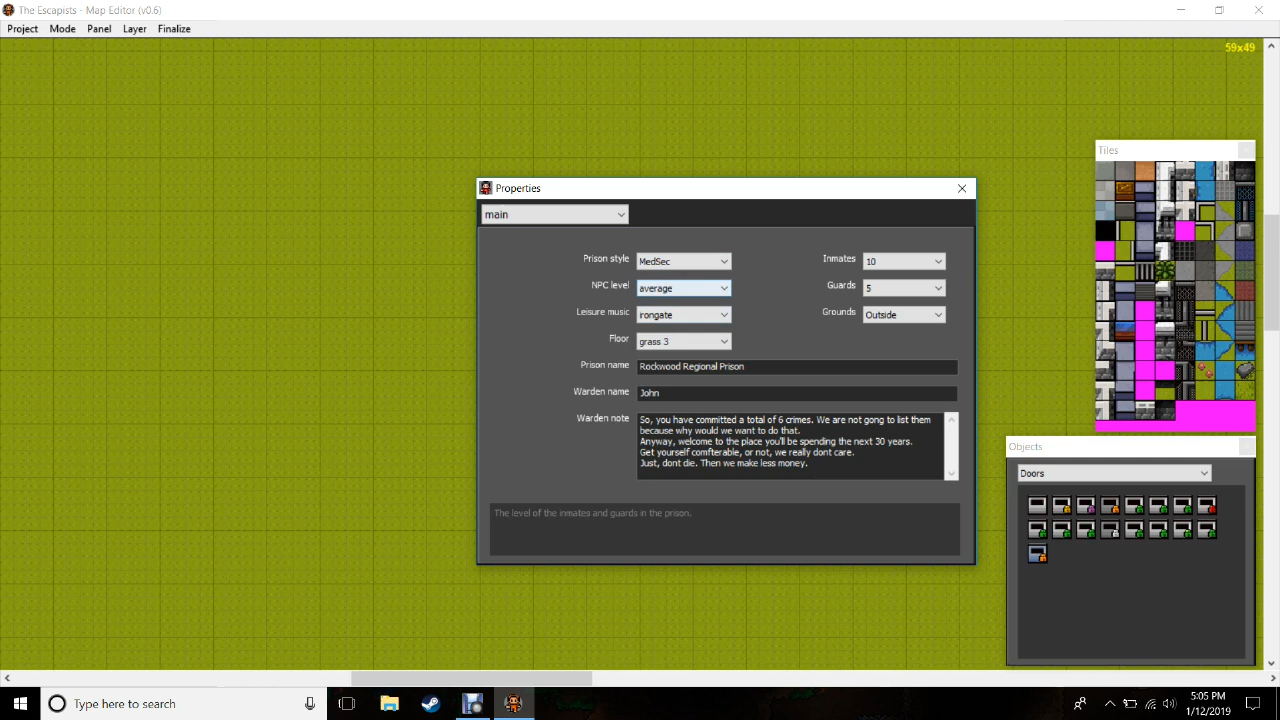 The Escapists - Map Editor (v0.6)
Project Mode Panel Layer Finalize
59x49
Tiles
Properties
main
Prison style MedSec Inmates 10
NPC level average Guards 5
Leisure music irongate Grounds Outside
Floor grass 3
Prison name Rockwood Regional Prison
Warden name John
Warden note So, you have committed a total of 6 crimes. We are not gong to list them
because why would we want to do that.
Anyway, welcome to the place you'll be spending the next 30 years.
Get yourself comfterable, or not, we really dont care.
Just, dont die. Then we make less money.
The level of the inmates and guards in the prison.
Objects
Doors
Type here to search
5:05 PM
1/12/2019